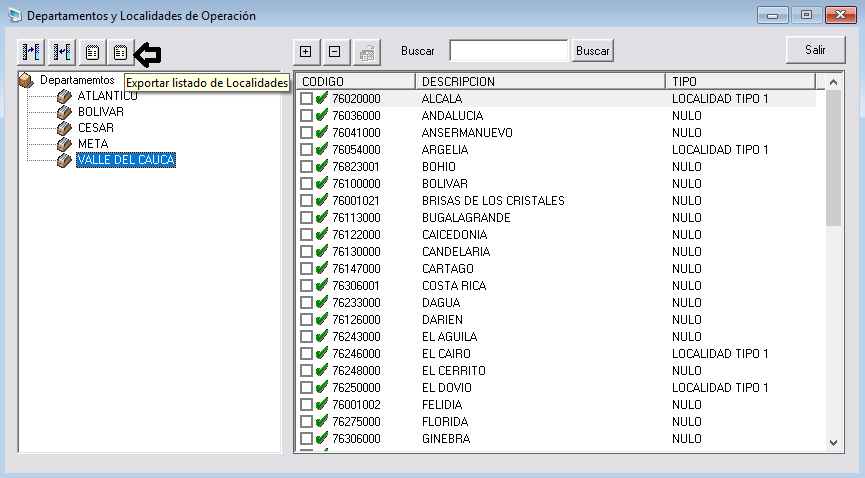 Departamentos y Localidades de Operación
Buscar
Buscar
Salir
Departamentos
Exportar listado de Localidades
ATLANTICO
BOLIVAR
CESAR
META
VALLE DEL CAUCA
CODIGO DESCRIPCION TIPO
76020000 ALCALA LOCALIDAD TIPO 1
76036000 ANDALUCIA NULO
76041000 ANSERMANUEVO NULO
76054000 ARGELIA LOCALIDAD TIPO 1
76823001 BOHIO NULO
76100000 BOLIVAR NULO
76001021 BRISAS DE LOS CRISTALES NULO
76113000 BUGALAGRANDE NULO
76122000 CAICEDONIA NULO
76130000 CANDELARIA NULO
76147000 CARTAGO NULO
76306001 COSTA RICA NULO
76233000 DAGUA NULO
76126000 DARIEN NULO
76243000 EL AGUILA NULO
76246000 EL CAIRO LOCALIDAD TIPO 1
76248000 EL CERRITO NULO
76250000 EL DOVIO LOCALIDAD TIPO 1
76001002 FELIDIA NULO
76275000 FLORIDA NULO
76306000 GINEBRA NULO